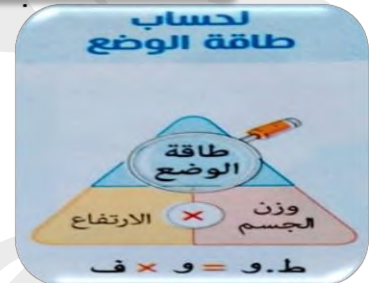 لحساب
طاقة الوضع
طاقة
الوضع
وزن
الجسم
×
الارتفاع
ط.و = و × ف